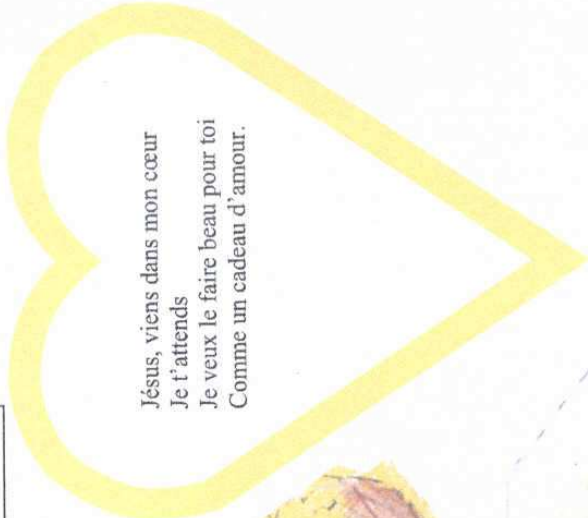 Jésus, viens dans mon cœur
Je t'attends
Je veux le faire beau pour toi
Comme un cadeau d'amour.